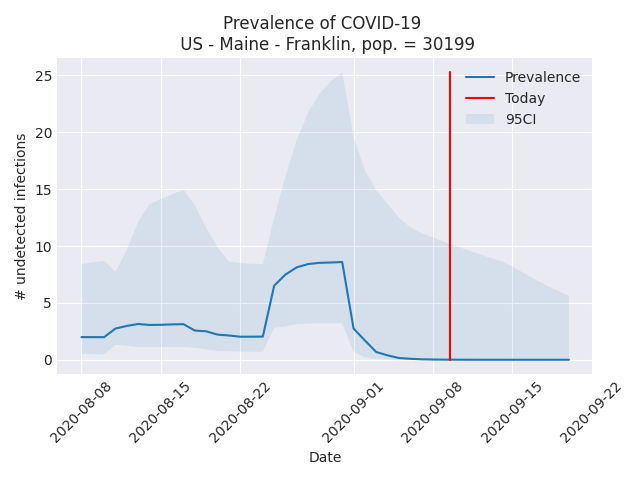 Prevalence of COVID-19
US - Maine - Franklin, pop. = 30199
25
20
15
10
5
0
# undetected infections
Prevalence
Today
95CI
2020-08-08
2020-08-15
2020-08-22
2020-09-01
2020-09-08
2020-09-15
2020-09-22
Date